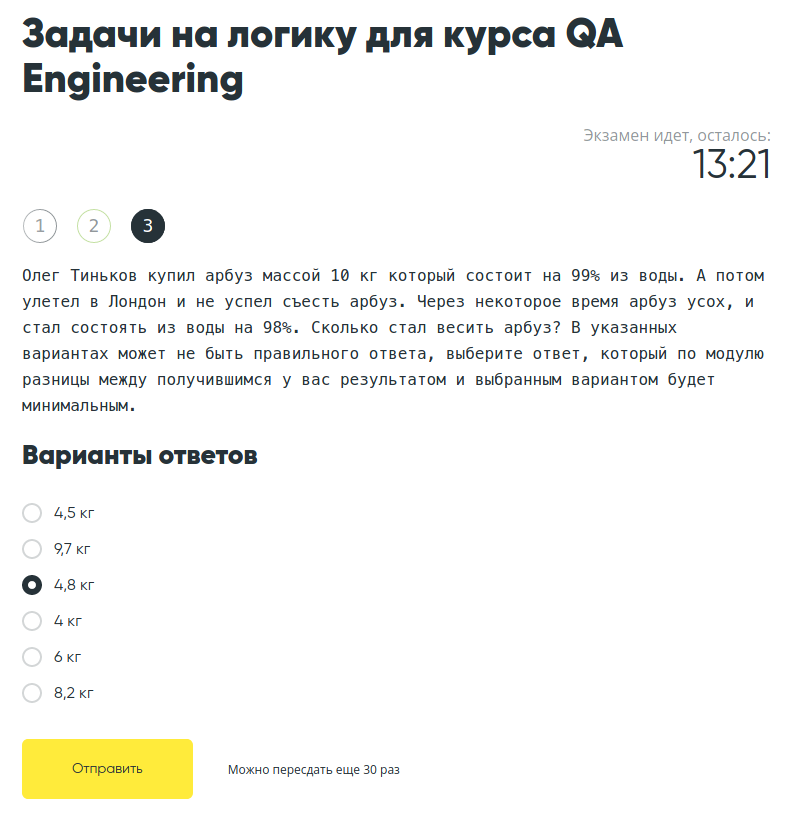 Задачи на логику для курса QA
Engineering
Экзамен идет, осталось:
13:21
1 2 3
Олег Тиньков купил арбуз массой 10 кг который состоит на 99% из воды. А потом
улетел в Лондон и не успел съесть арбуз. Через некоторое время арбуз усох, и
стал состоять из воды на 98%. Сколько стал весить арбуз? В указанных
вариантах может не быть правильного ответа, выберите ответ, который по модулю
разницы между получившимся у вас результатом и выбранным вариантом будет
минимальным.
Варианты ответов
4,5 кг
9,7 кг
4,8 кг
4 кг
6 кг
8,2 кг
Отправить
Можно пересдать еще 30 раз